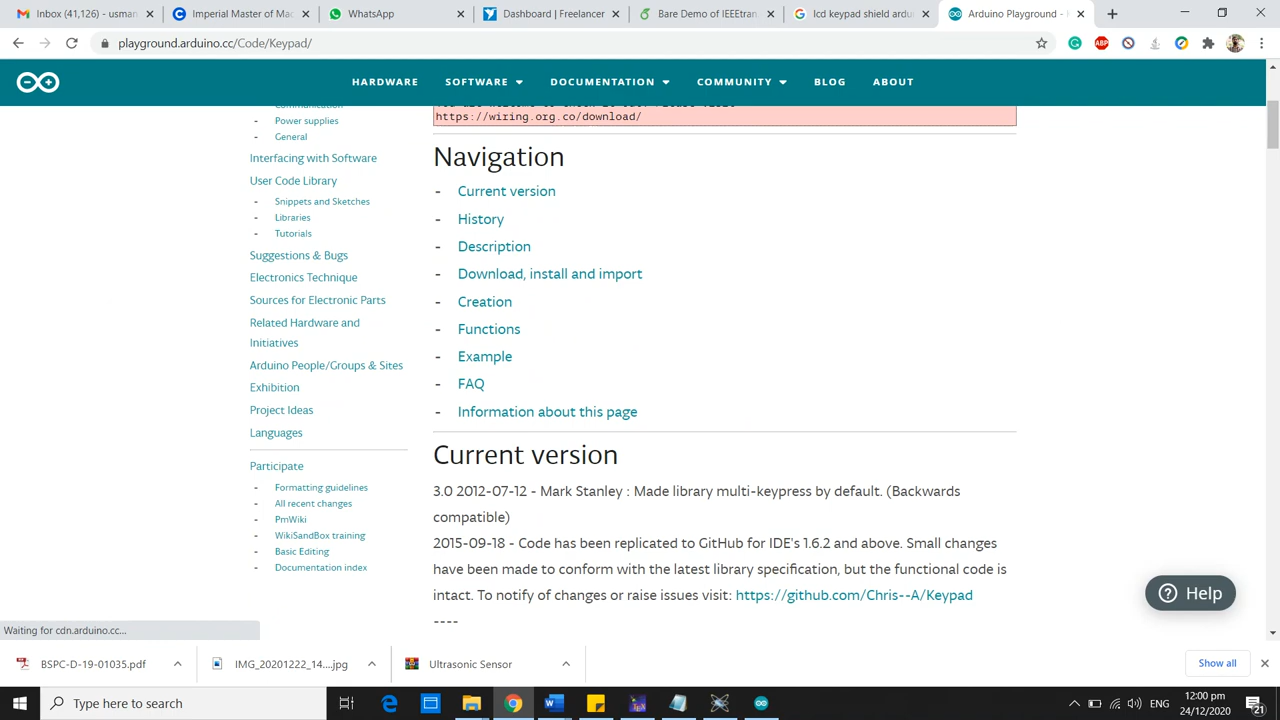 Inbox (41,126) - usman
Imperial Master of Mac
WhatsApp
Dashboard | Freelancer
Bare Demo of IEEEtran
lcd keypad shield ardu
Arduino Playground -
playground.arduino.cc/Code/Keypad/
ABP
HARDWARE
SOFTWARE
DOCUMENTATION
COMMUNITY
BLOG
ABOUT
https://wiring.org.co/download/
Communication
- Power supplies
- General
Interfacing with Software
User Code Library
- Snippets and Sketches
- Libraries
- Tutorials
Suggestions & Bugs
Electronics Technique
Sources for Electronic Parts
Related Hardware and
Initiatives
Arduino People/Groups & Sites
Exhibition
Project Ideas
Languages
Participate
- Formatting guidelines
- All recent changes
- PmWiki
- WikiSandBox training
- Basic Editing
- Documentation index
Navigation
- Current version
- History
- Description
- Download, install and import
- Creation
- Functions
- Example
- FAQ
- Information about this page
Current version
3.0 2012-07-12 - Mark Stanley : Made library multi-keypress by default. (Backwards
compatible)
2015-09-18 - Code has been replicated to GitHub for IDE's 1.6.2 and above. Small changes
have been made to conform with the latest library specification, but the functional code is
intact. To notify of changes or raise issues visit: https://github.com/Chris--A/Keypad
----
Help
Waiting for cdn.arduino.cc...
BSPC-D-19-01035.pdf
IMG_20201222_14....jpg
Ultrasonic Sensor
Show all
Type here to search
ENG
12:00 pm
24/12/2020
21